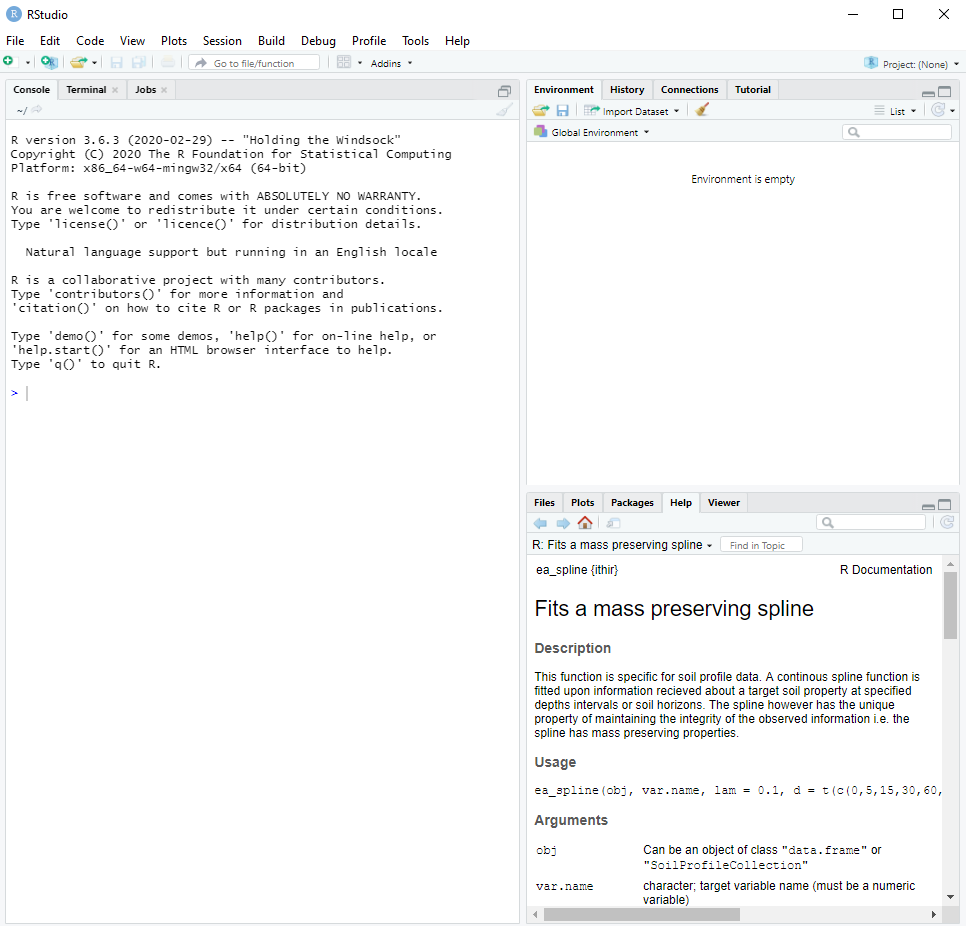 RStudio
File Edit Code View Plots Session Build Debug Profile Tools Help
Go to file/function Addins Project: (None)
Console Terminal Jobs
~/
R version 3.6.3 (2020-02-29) -- "Holding the Windsock"
Copyright (C) 2020 The R Foundation for Statistical Computing
Platform: x86_64-w64-mingw32/x64 (64-bit)
R is free software and comes with ABSOLUTELY NO WARRANTY.
You are welcome to redistribute it under certain conditions.
Type 'license()' or 'licence()' for distribution details.
Natural language support but running in an English locale
R is a collaborative project with many contributors.
Type 'contributors()' for more information and
'citation()' on how to cite R or R packages in publications.
Type 'demo()' for some demos, 'help()' for on-line help, or
'help.start()' for an HTML browser interface to help.
Type 'q()' to quit R.
>
Environment History Connections Tutorial
Import Dataset List
Global Environment
Environment is empty
Files Plots Packages Help Viewer
R: Fits a mass preserving spline Find in Topic
ea_spline {ithir} R Documentation
Fits a mass preserving spline
Description
This function is specific for soil profile data. A continous spline function is
fitted upon information recieved about a target soil property at specified
depths intervals or soil horizons. The spline however has the unique
property of maintaining the integrity of the observed information i.e. the
spline has mass preserving properties.
Usage
ea_spline(obj, var.name, lam = 0.1, d = t(c(0,5,15,30,60,
Arguments
obj Can be an object of class "data.frame" or
"SoilProfileCollection"
var.name character; target variable name (must be a numeric
variable)